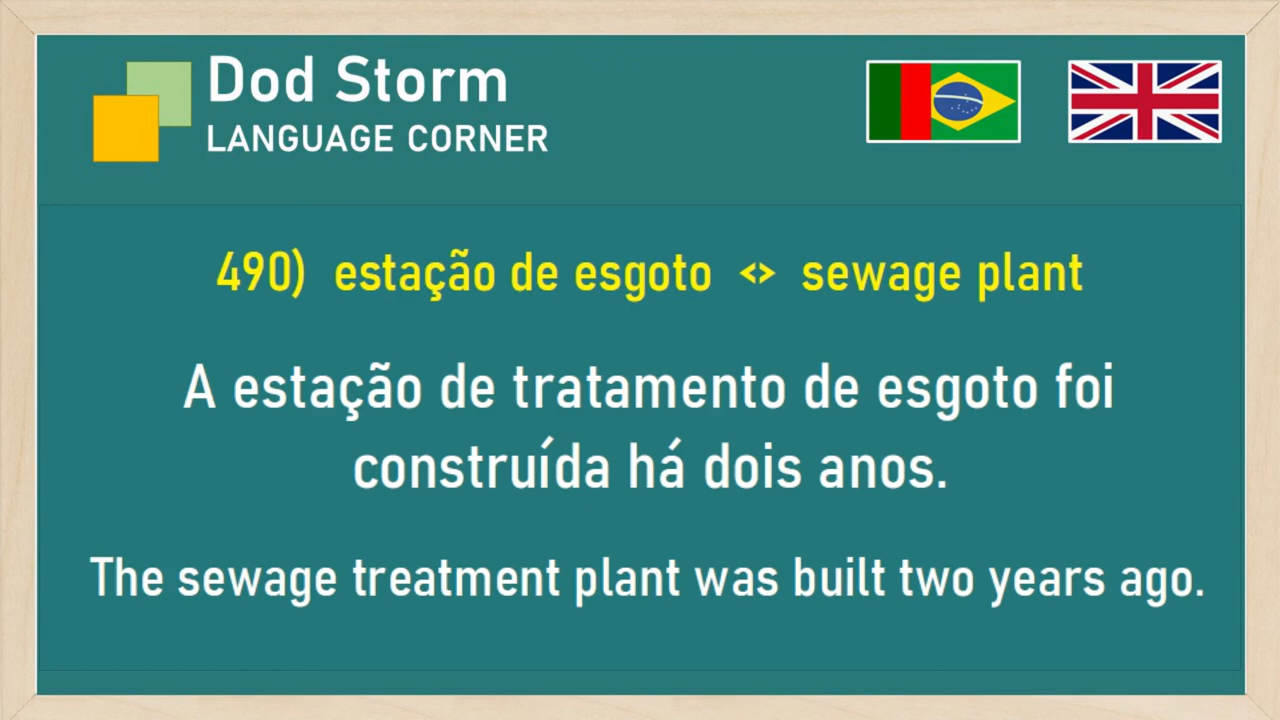 Dod Storm
LANGUAGE CORNER
490) estação de esgoto <> sewage plant
A estação de tratamento de esgoto foi
construída há dois anos.
The sewage treatment plant was built two years ago.